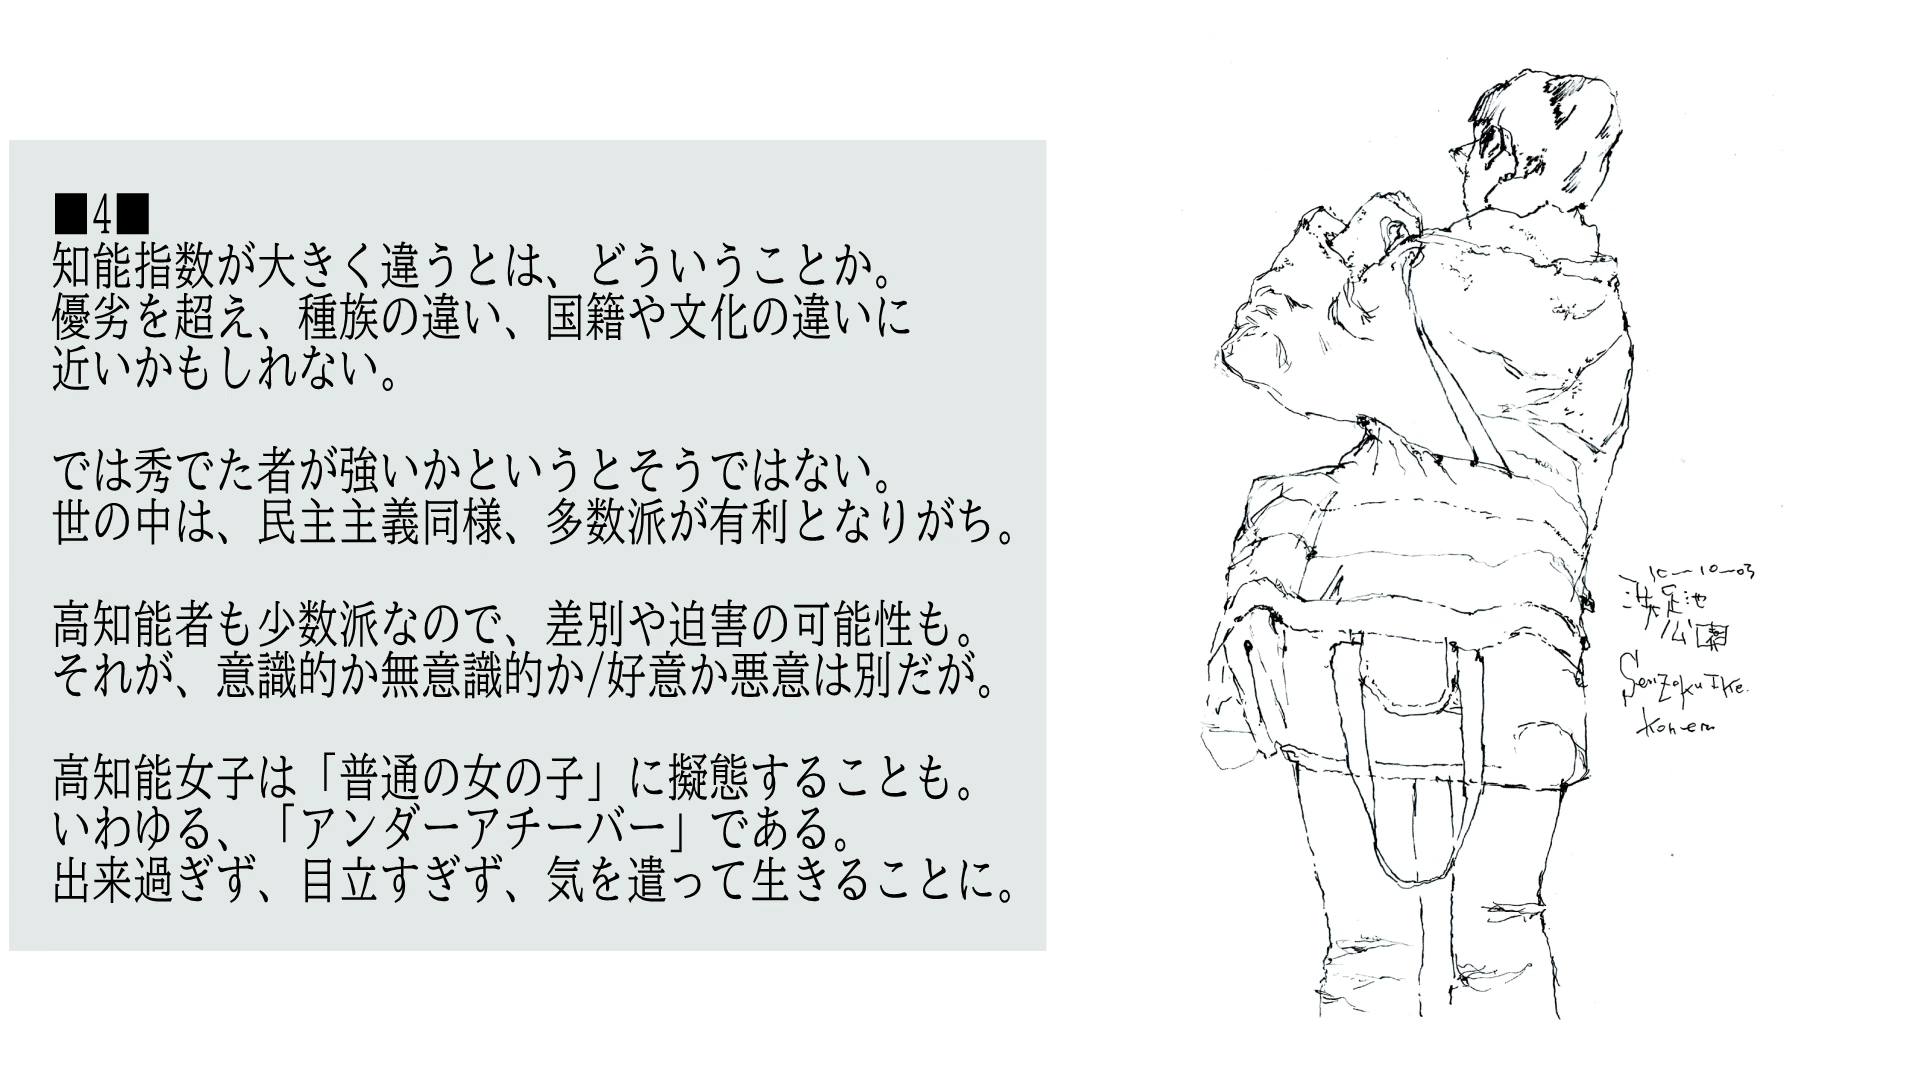 ■4■
知能指数が大きく違うとは、どういうことか。
優劣を超え、種族の違い、国籍や文化の違いに
近いかもしれない。
では秀でた者が強いかというとそうではない。
世の中は、民主主義同様、多数派が有利となりがち。
高知能者も少数派なので、差別や迫害の可能性も。
それが、意識的か無意識的か/好意か悪意は別だが。
高知能女子は「普通の女の子」に擬態することも。
いわゆる、「アンダーアチーバー」である。
出来過ぎず、目立すぎず、気を遣って生きることに。
洗足池
公園
Senzoku Ike